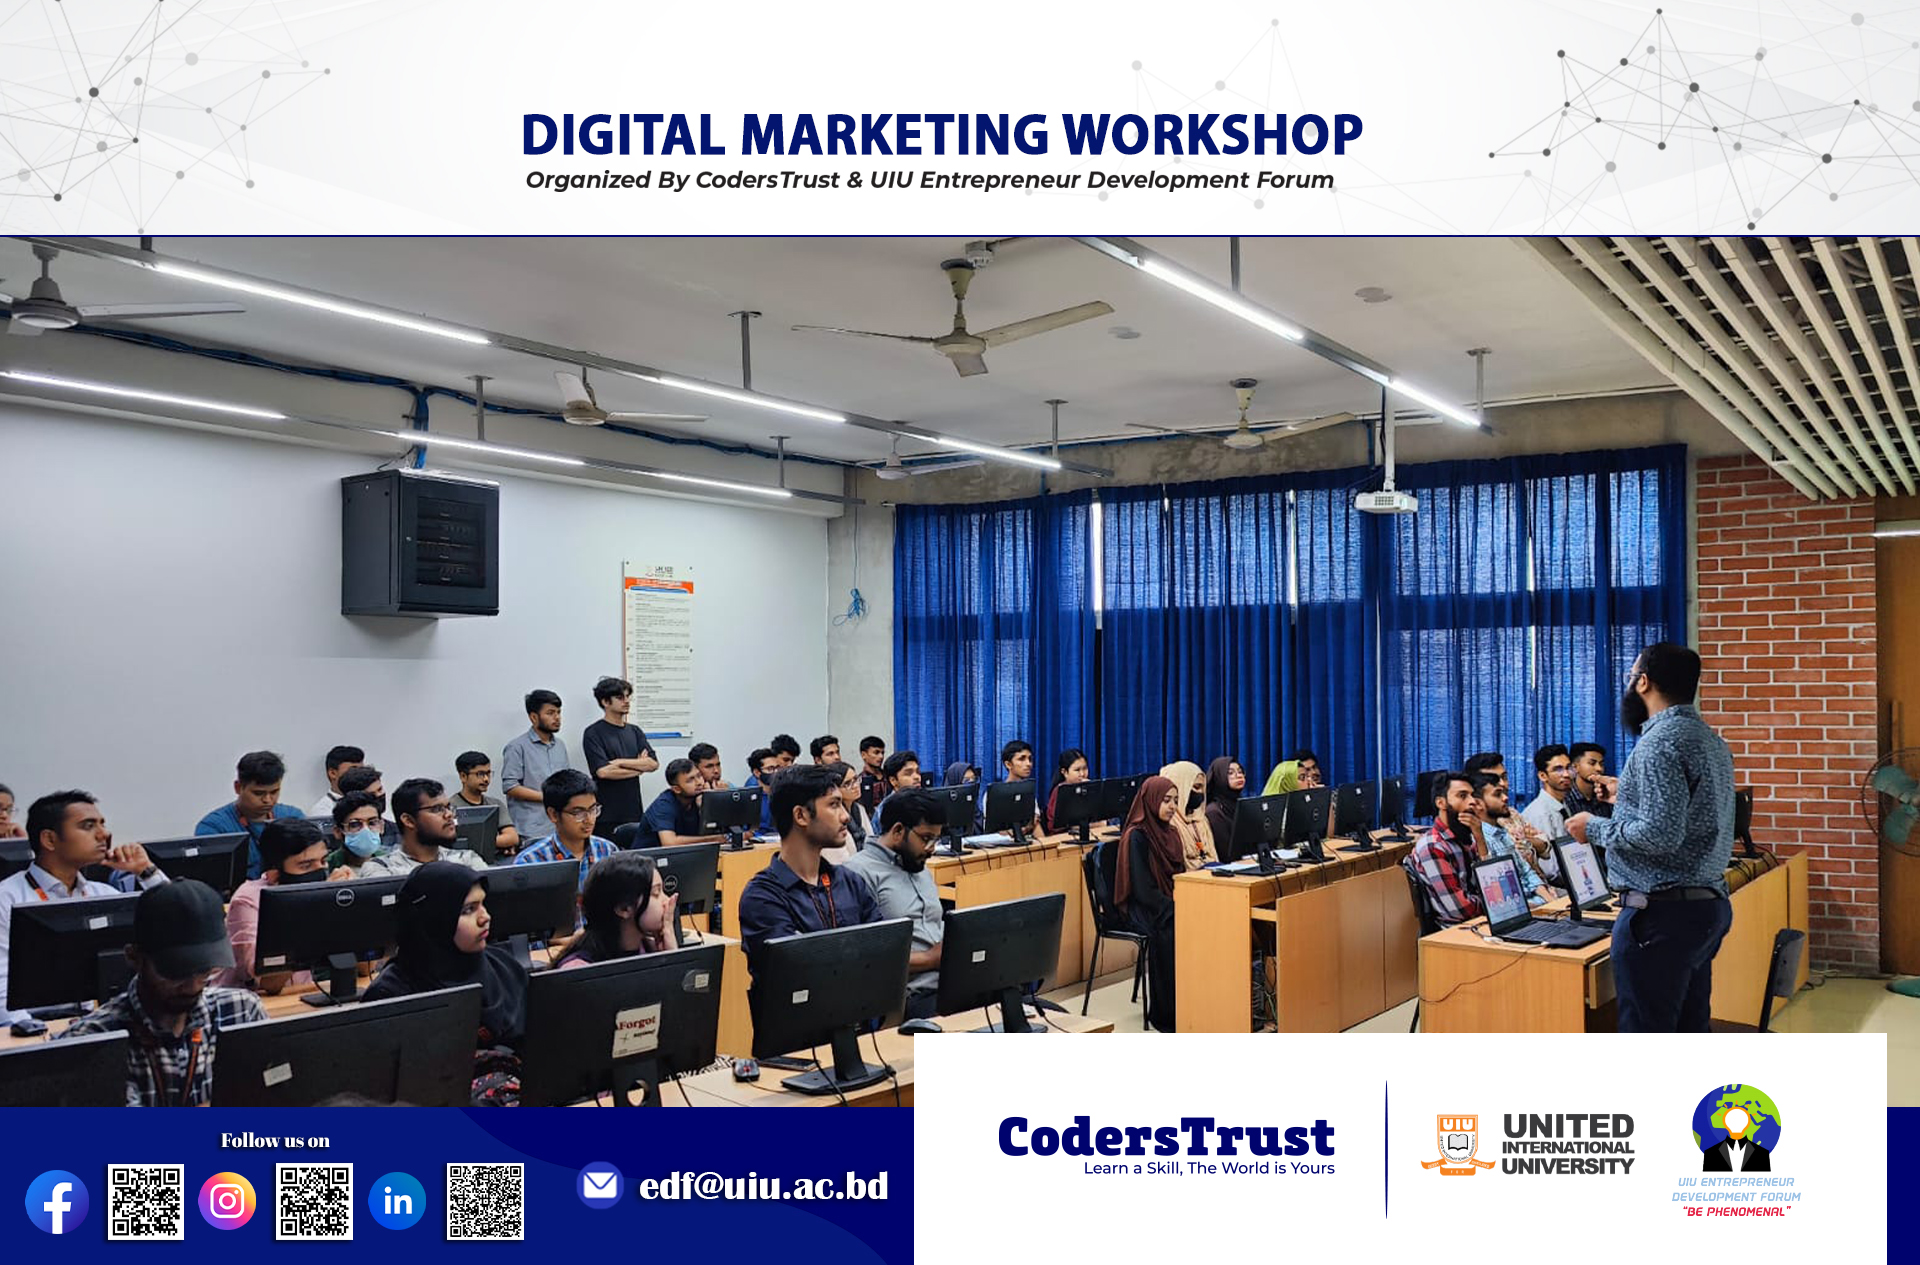 DIGITAL MARKETING WORKSHOP
Organized By CodersTrust & UIU Entrepreneur Development Forum
Forgot
Follow us on
edf@uiu.ac.bd
CodersTrust
Learn a Skill, The World is Yours
UIU
UNITED
INTERNATIONAL
UNIVERSITY
UIU ENTREPRENEUR
DEVELOPMENT FORUM
"BE PHENOMENAL"